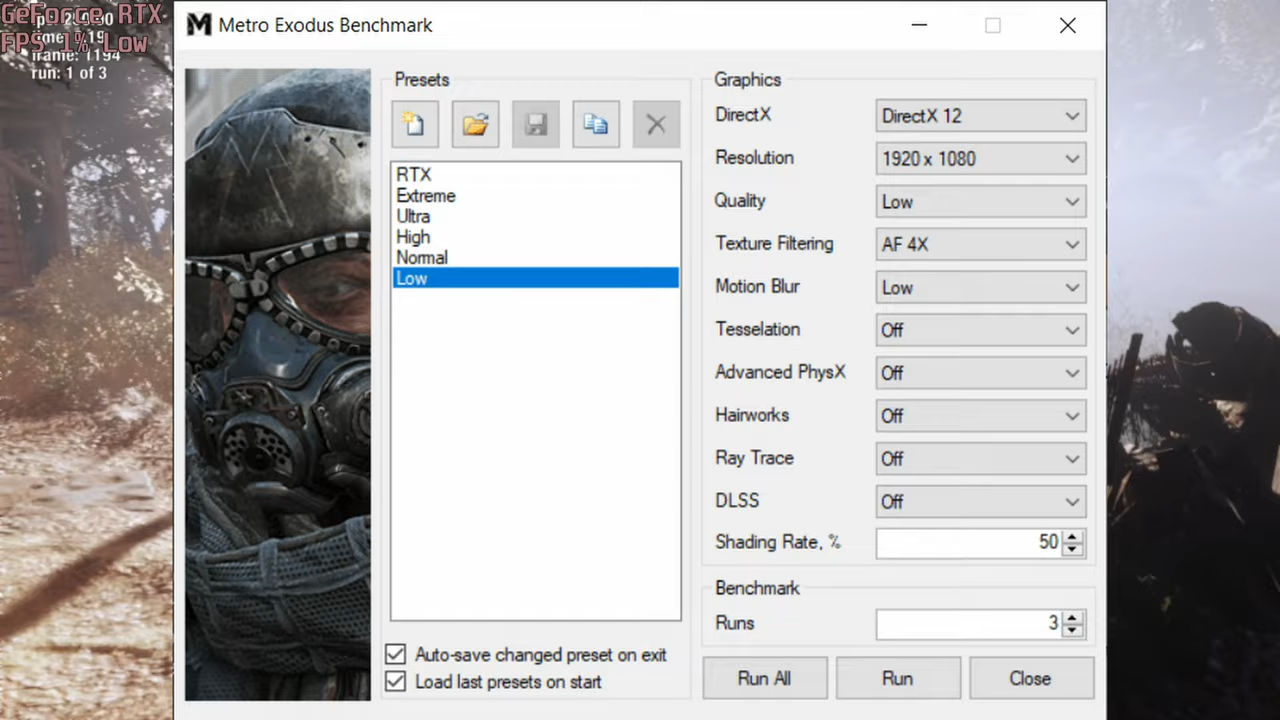 GeForce RTX
FPS 1% Low
frame: 1194
run: 1 of 3
Metro Exodus Benchmark
Presets
RTX
Extreme
Ultra
High
Normal
Low
Auto-save changed preset on exit
Load last presets on start
Graphics
DirectX DirectX 12
Resolution 1920 x 1080
Quality Low
Texture Filtering AF 4X
Motion Blur Low
Tesselation Off
Advanced PhysX Off
Hairworks Off
Ray Trace Off
DLSS Off
Shading Rate, % 50
Benchmark
Runs 3
Run All Run Close